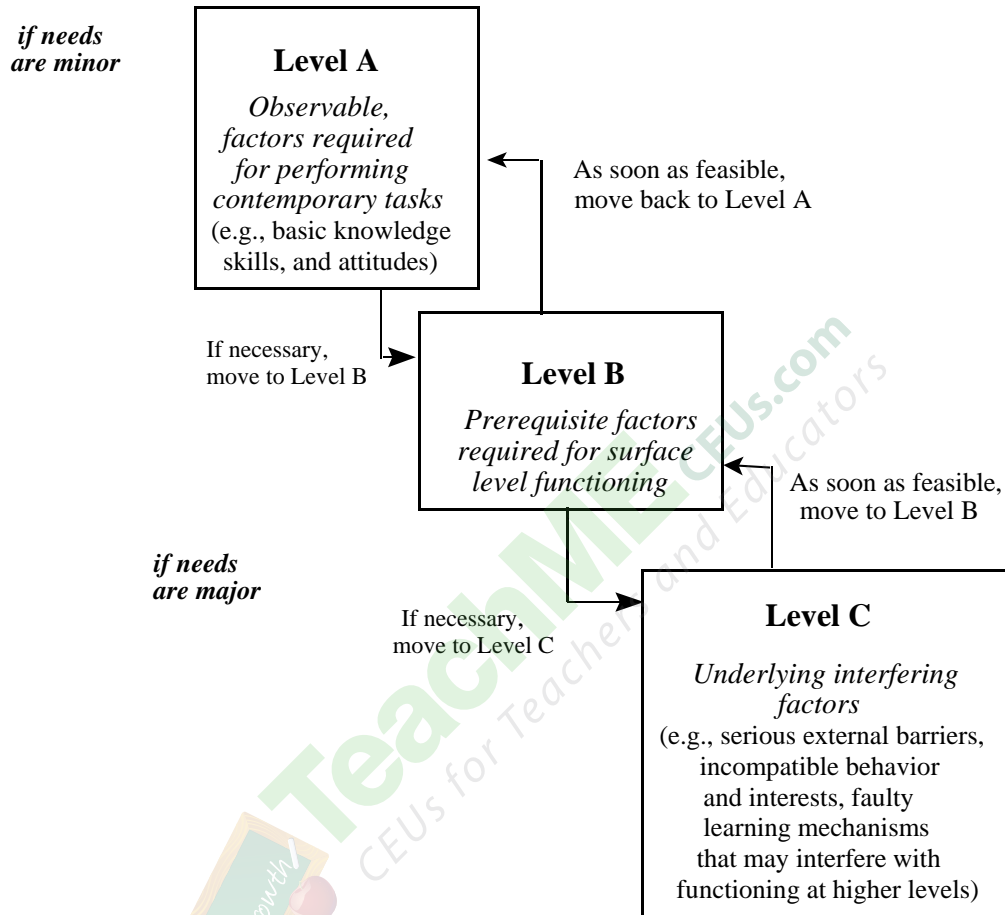 if needs
are minor
Level A
Observable,
factors required
for performing
contemporary tasks
(e.g., basic knowledge
skills, and attitudes)
As soon as feasible,
move back to Level A
If necessary,
move to Level B
Level B
Prerequisite factors
required for surface
level functioning
As soon as feasible,
move to Level B
if needs
are major
If necessary,
move to Level C
Level C
Underlying interfering
factors
(e.g., serious external barriers,
incompatible behavior
and interests, faulty
learning mechanisms
that may interfere with
functioning at higher levels)
TeachME CEUs.com
CEUs for Teachers and Educators